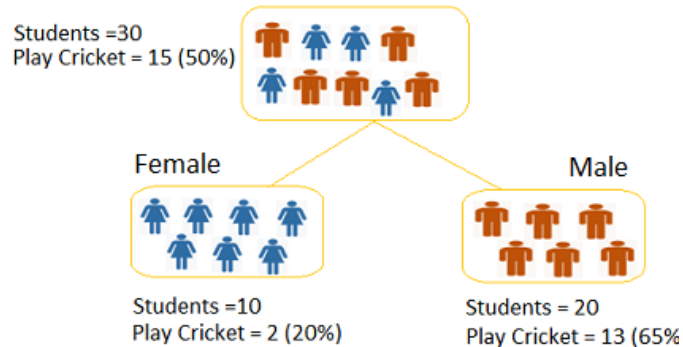 Students =30
Play Cricket = 15 (50%)
Female
Male
Students =10
Play Cricket = 2 (20%)
Students = 20
Play Cricket = 13 (65%